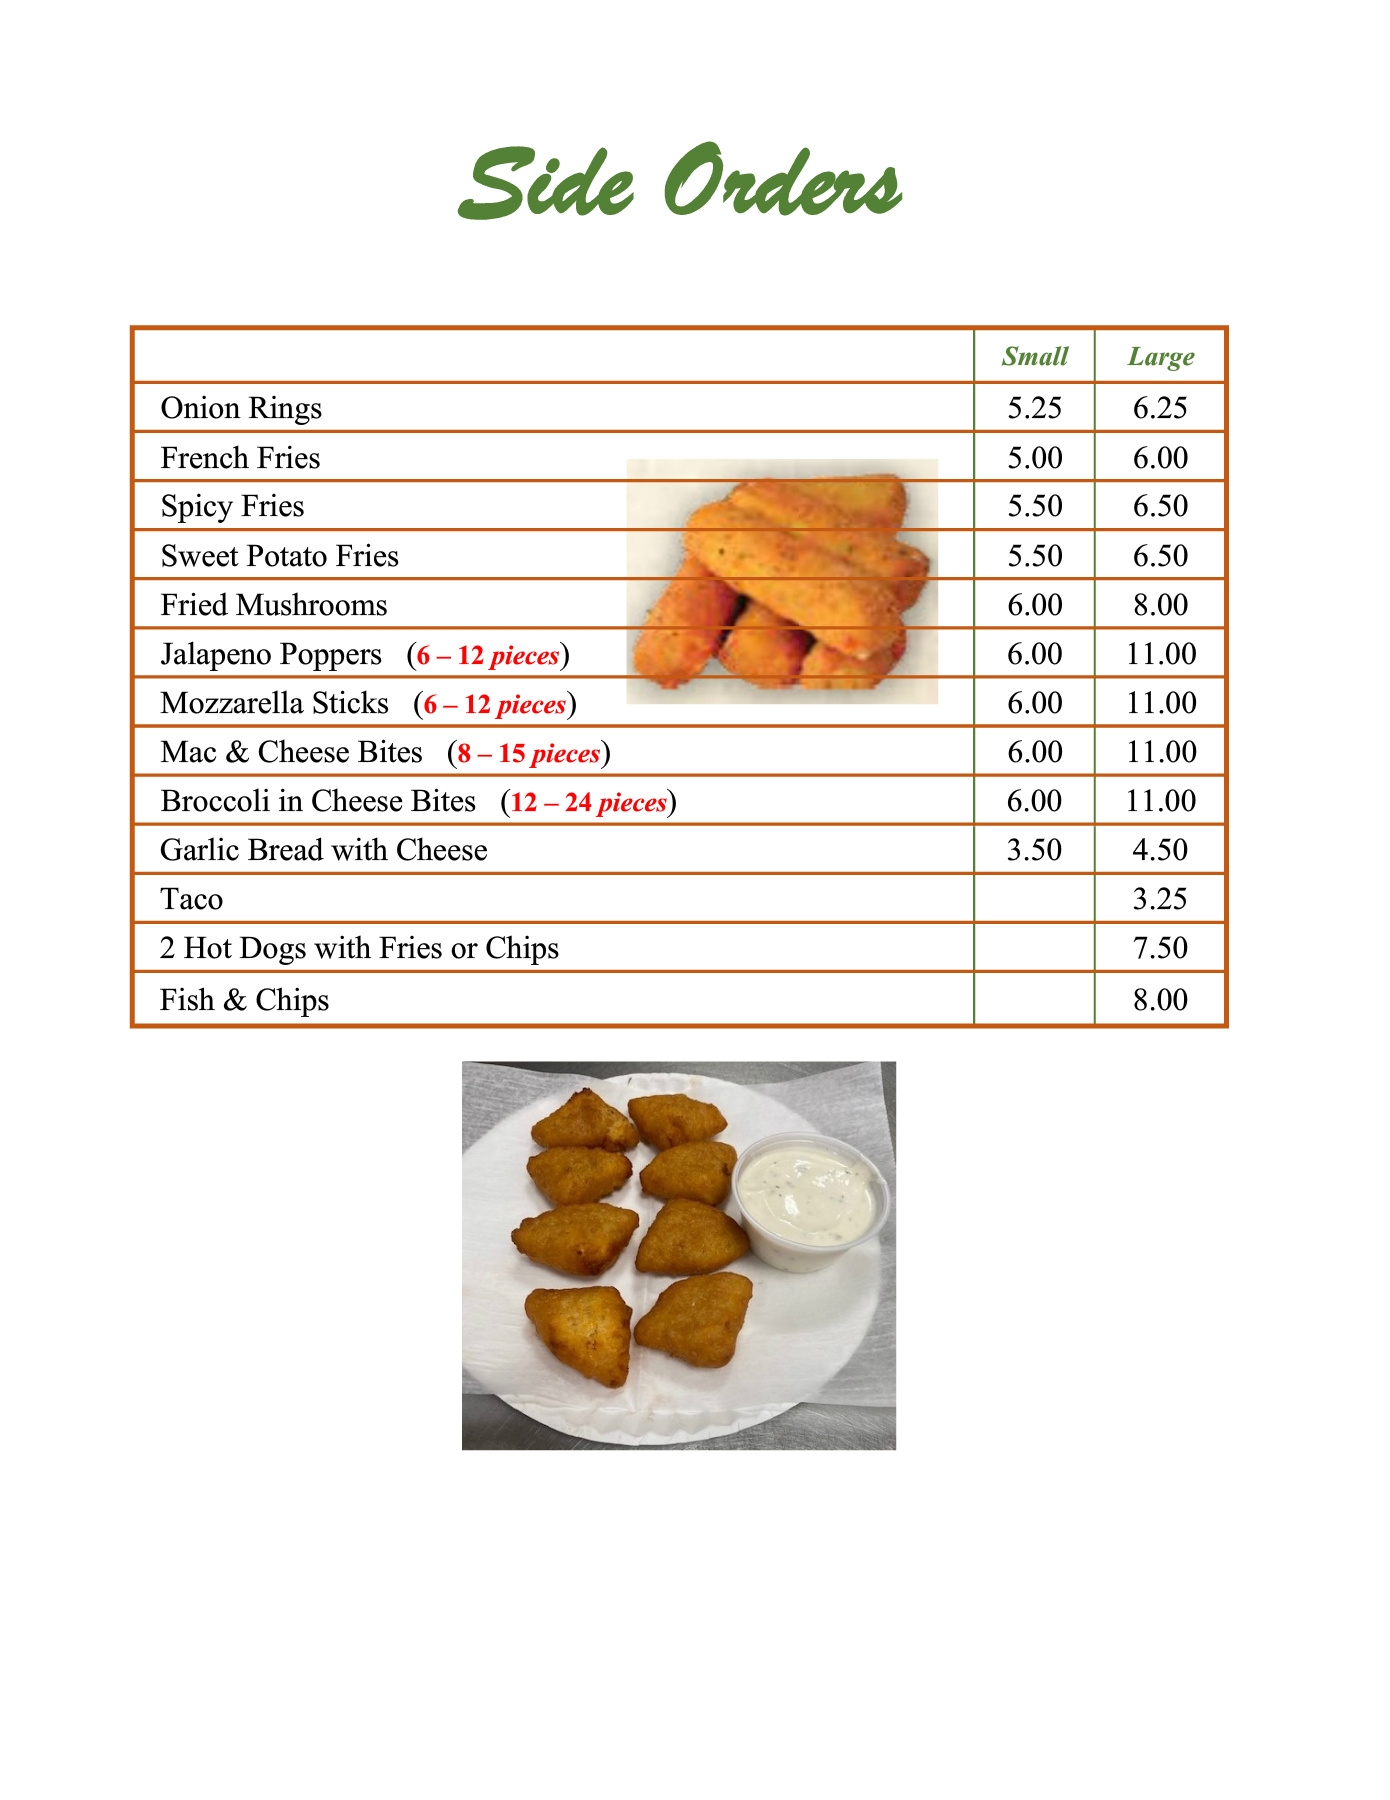 Side Orders
Small Large
Onion Rings 5.25 6.25
French Fries 5.00 6.00
Spicy Fries 5.50 6.50
Sweet Potato Fries 5.50 6.50
Fried Mushrooms 6.00 8.00
Jalapeno Poppers (6 – 12 pieces) 6.00 11.00
Mozzarella Sticks (6 – 12 pieces) 6.00 11.00
Mac & Cheese Bites (8 – 15 pieces) 6.00 11.00
Broccoli in Cheese Bites (12 – 24 pieces) 6.00 11.00
Garlic Bread with Cheese 3.50 4.50
Taco 3.25
2 Hot Dogs with Fries or Chips 7.50
Fish & Chips 8.00